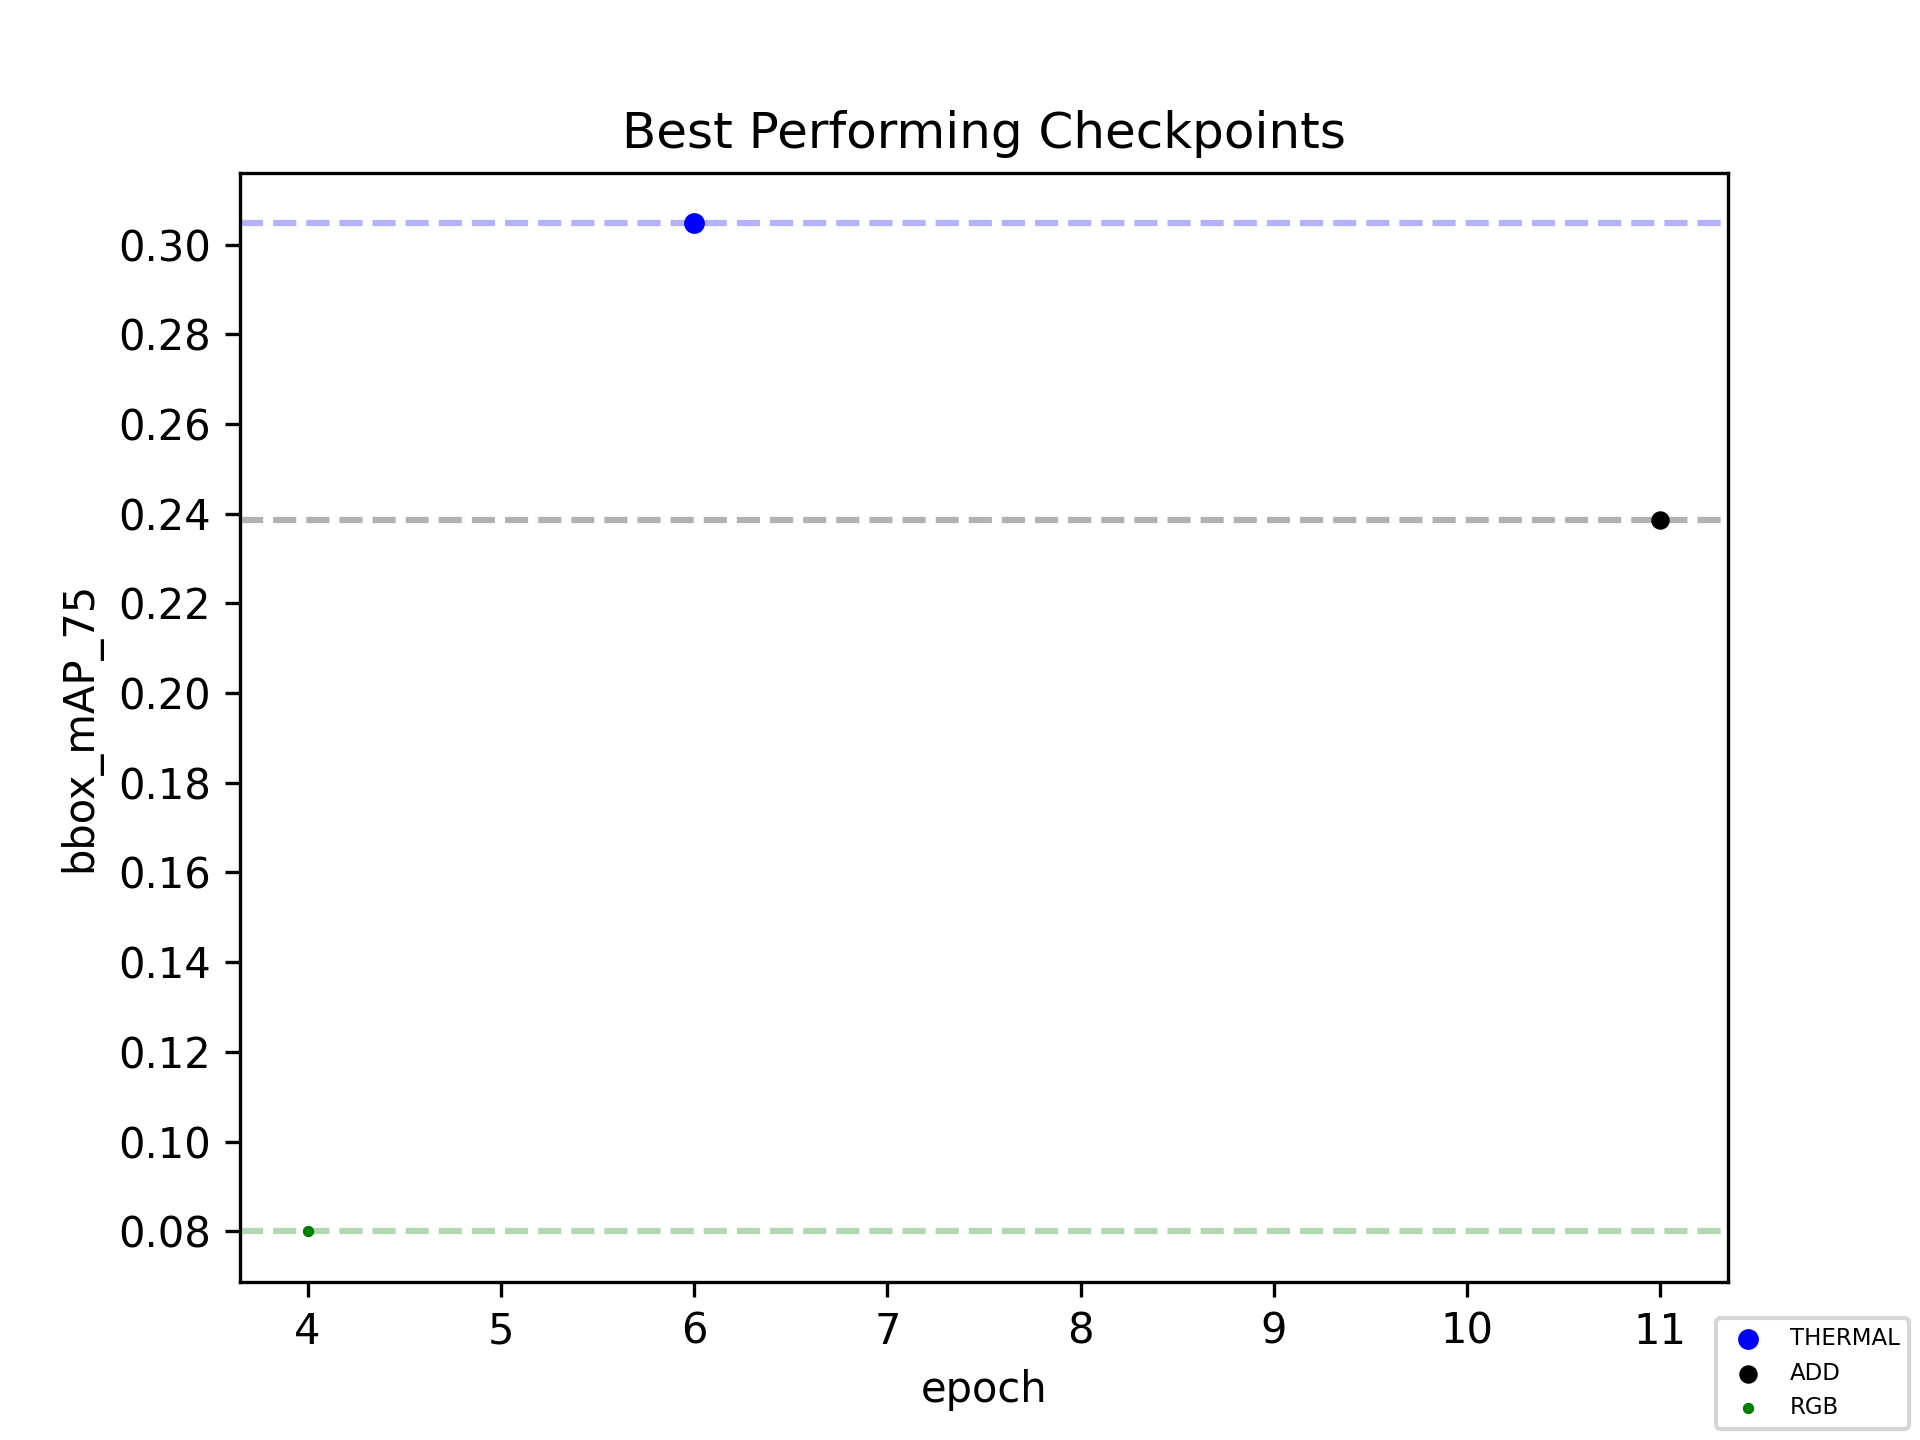 Best Performing Checkpoints
bbox_mAP_75
0.30
0.28
0.26
0.24
0.22
0.20
0.18
0.16
0.14
0.12
0.10
0.08
4 5 6 7 8 9 10 11
epoch
THERMAL
ADD
RGB